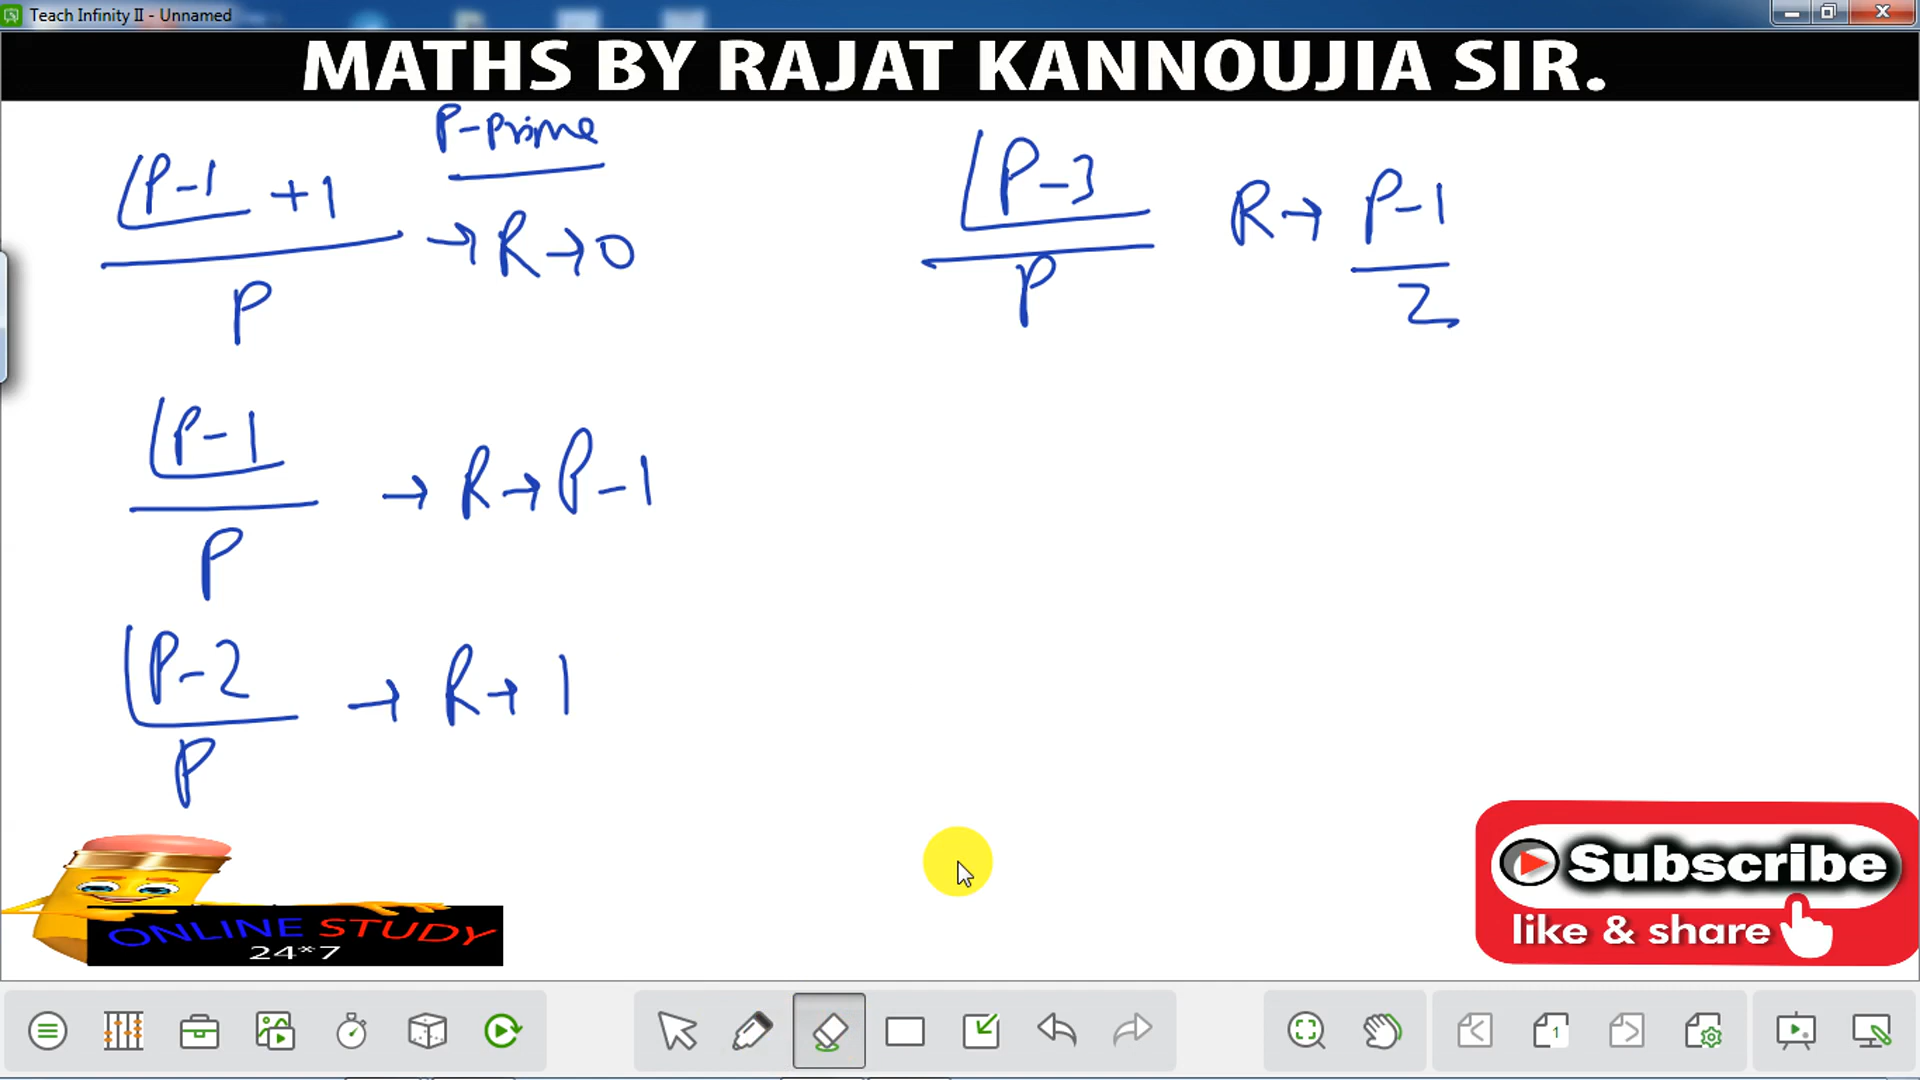 Teach Infinity II - Unnamed
MATHS BY RAJAT KANNOUJIA SIR.
P-Prime
|P-1 + 1 / P → R → 0
|P-1 / P → R → P-1
|P-2 / P → R → 1
|P-3 / P R → P-1 / 2
ONLINE STUDY
24*7
Subscribe
like & share
1